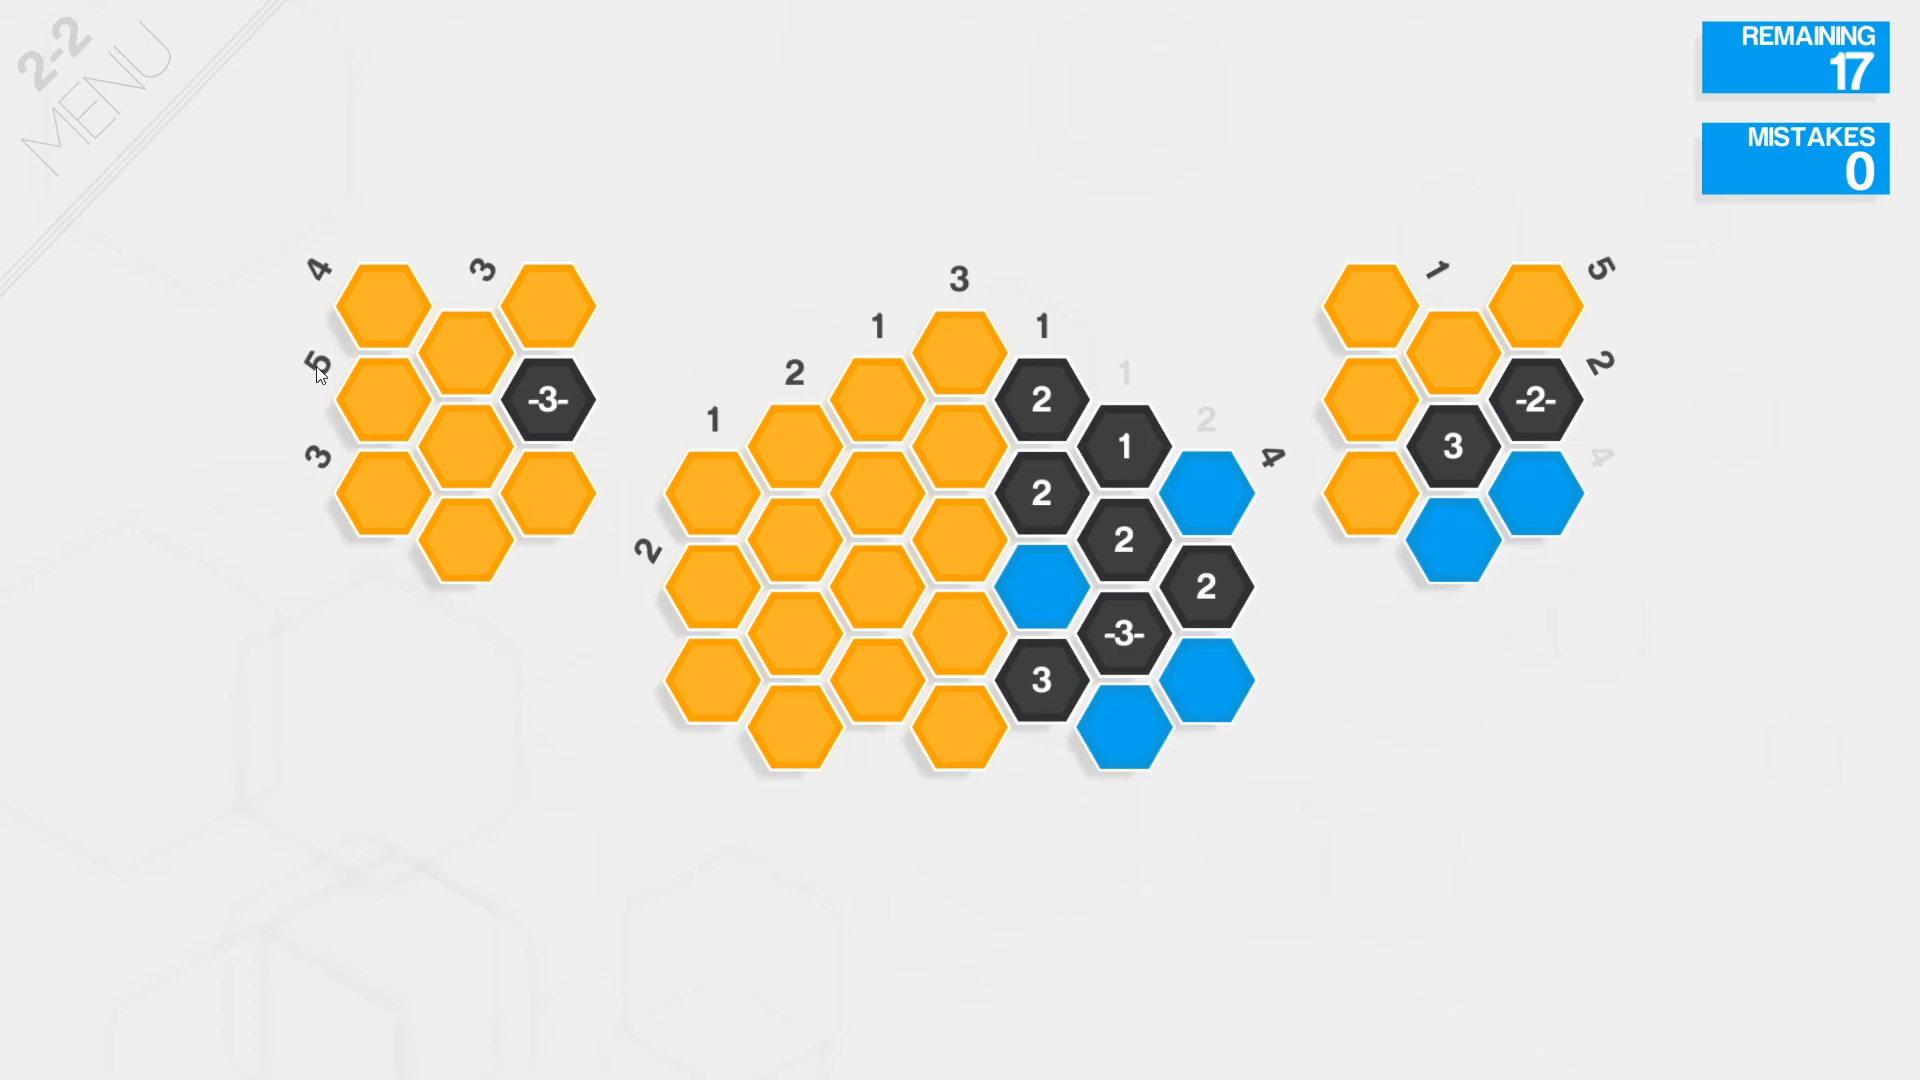 2-2
MENU
REMAINING
17
MISTAKES
0
4 3 3 1 5
1 1
5 2 1 2
-3- 1 2 2 -2-
3 2 1 3 4 4
2
2 2
2
-3-
3